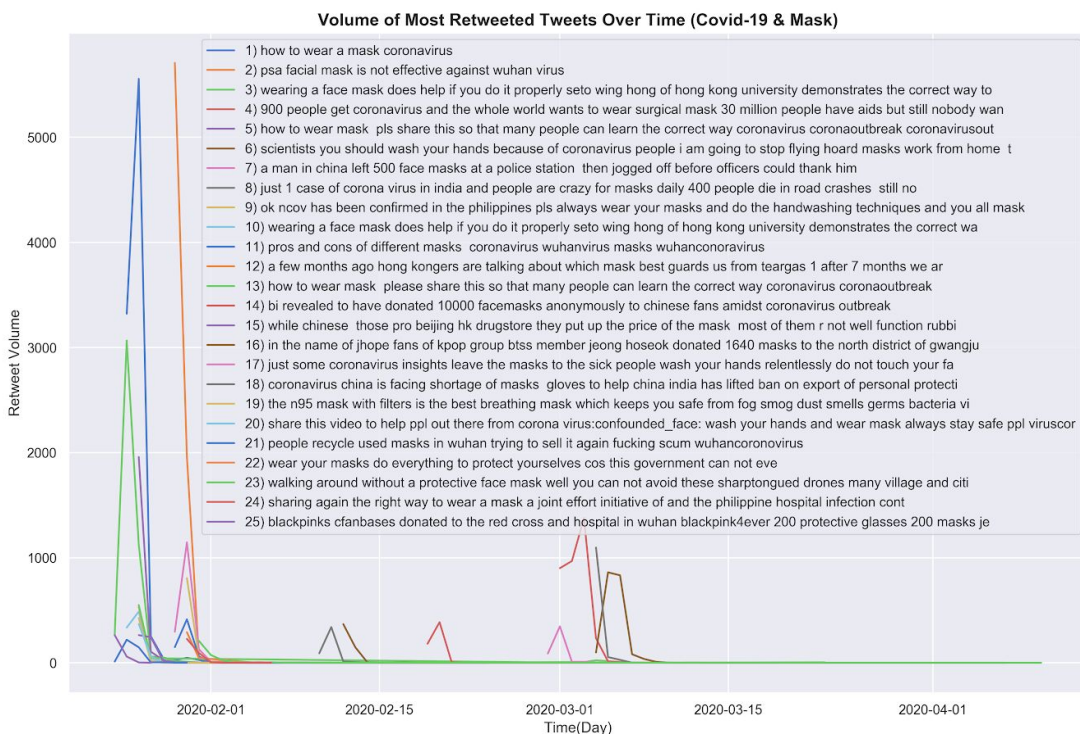 Volume of Most Retweeted Tweets Over Time (Covid-19 & Mask)
1) how to wear a mask coronavirus
2) psa facial mask is not effective against wuhan virus
3) wearing a face mask does help if you do it properly seto wing hong of hong kong university demonstrates the correct way to
4) 900 people get coronavirus and the whole world wants to wear surgical mask 30 million people have aids but still nobody wan
5) how to wear mask  pls share this so that many people can learn the correct way coronavirus coronaoutbreak coronavirusout
6) scientists you should wash your hands because of coronavirus people i am going to stop flying hoard masks work from home  t
7) a man in china left 500 face masks at a police station  then jogged off before officers could thank him
8) just 1 case of corona virus in india and people are crazy for masks daily 400 people die in road crashes  still no
9) ok ncov has been confirmed in the philippines pls always wear your masks and do the handwashing techniques and you all mask
10) wearing a face mask does help if you do it properly seto wing hong of hong kong university demonstrates the correct wa
11) pros and cons of different masks  coronavirus wuhanvirus masks wuhanconoravirus
12) a few months ago hong kongers are talking about which mask best guards us from teargas 1 after 7 months we ar
13) how to wear mask  please share this so that many people can learn the correct way coronavirus coronaoutbreak
14) bi revealed to have donated 10000 facemasks anonymously to chinese fans amidst coronavirus outbreak
15) while chinese  those pro beijing hk drugstore they put up the price of the mask  most of them r not well function rubbi
16) in the name of jhope fans of kpop group btss member jeong hoseok donated 1640 masks to the north district of gwangju
17) just some coronavirus insights leave the masks to the sick people wash your hands relentlessly do not touch your fa
18) coronavirus china is facing shortage of masks  gloves to help china india has lifted ban on export of personal protecti
19) the n95 mask with filters is the best breathing mask which keeps you safe from fog smog dust smells germs bacteria vi
20) share this video to help ppl out there from corona virus:confounded_face: wash your hands and wear mask always stay safe ppl viruscor
21) people recycle used masks in wuhan trying to sell it again fucking scum wuhancoronovirus
22) wear your masks do everything to protect yourselves cos this government can not eve
23) walking around without a protective face mask well you can not avoid these sharptongued drones many village and citi
24) sharing again the right way to wear a mask a joint effort initiative of and the philippine hospital infection cont
25) blackpinks cfanbases donated to the red cross and hospital in wuhan blackpink4ever 200 protective glasses 200 masks je
Retweet Volume
5000
4000
3000
2000
1000
0
2020-02-01
2020-02-15
2020-03-01
2020-03-15
2020-04-01
Time(Day)